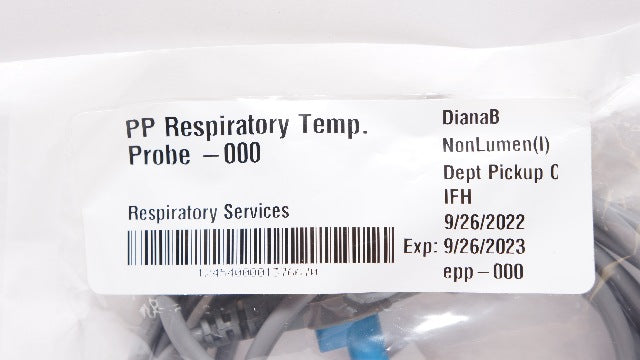 PP Respiratory Temp.
Probe -000
Respiratory Services
DianaB
NonLumen(I)
Dept Pickup C
IFH
9/26/2022
Exp: 9/26/2023
epp-000